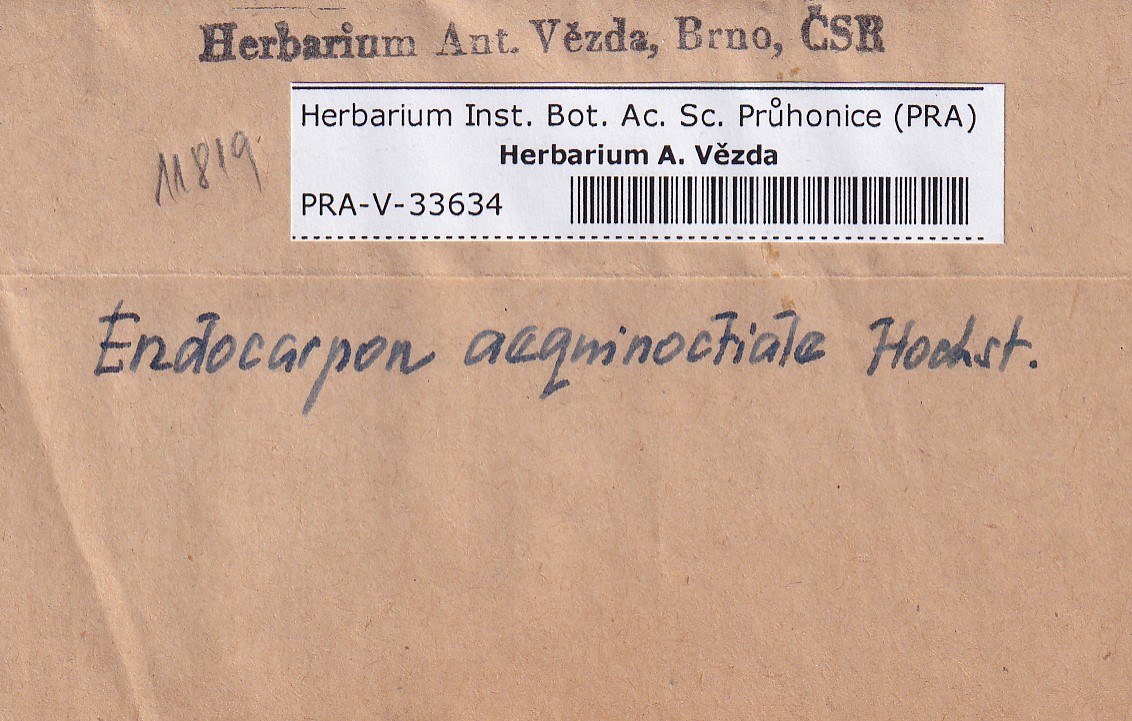 Herbarium Ant. Vězda, Brno, ČSR
Herbarium Inst. Bot. Ac. Sc. Průhonice (PRA)
Herbarium A. Vězda
11819
PRA-V-33634
Endocarpon aequinoctiale Hochst.